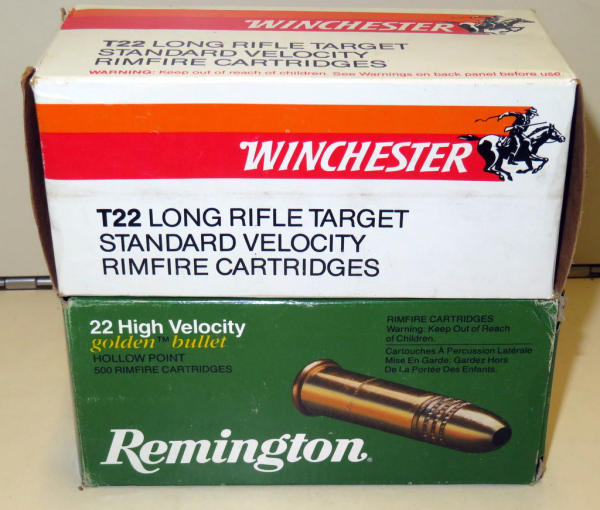 WINCHESTER
T22 LONG RIFLE TARGET
STANDARD VELOCITY
RIMFIRE CARTRIDGES
WARNING: Keep out of reach of children. See Warnings on back panel before use
WINCHESTER
T22 LONG RIFLE TARGET
STANDARD VELOCITY
RIMFIRE CARTRIDGES
22 High Velocity
golden™ bullet
HOLLOW POINT
500 RIMFIRE CARTRIDGES
RIMFIRE CARTRIDGES
Warning: Keep Out of Reach
of Children.
Cartouches À Percussion Latérale
Mise En Garde: Gardez Hors
De La Portée Des Enfants.
Remington.